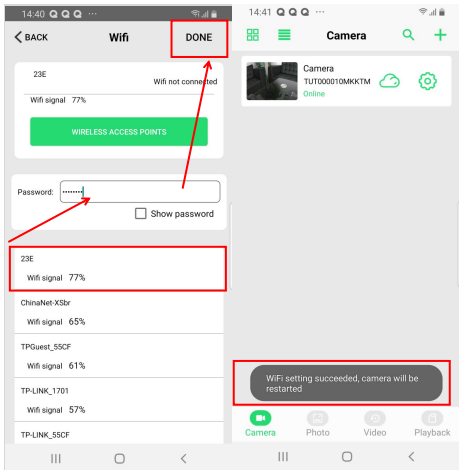 14:40
BACK
Wifi
DONE
23E
Wifi not connected
Wifi signal 77%
WIRELESS ACCESS POINTS
Password:
Show password
23E
Wifi signal 77%
ChinaNet-XSbr
Wifi signal 65%
TPGuest_55CF
Wifi signal 61%
TP-LINK_1701
Wifi signal 57%
TP-LINK_55CF
14:41
Camera
Camera
TUT000010MKKTM
Online
WiFi setting succeeded, camera will be
restarted
Camera
Photo
Video
Playback